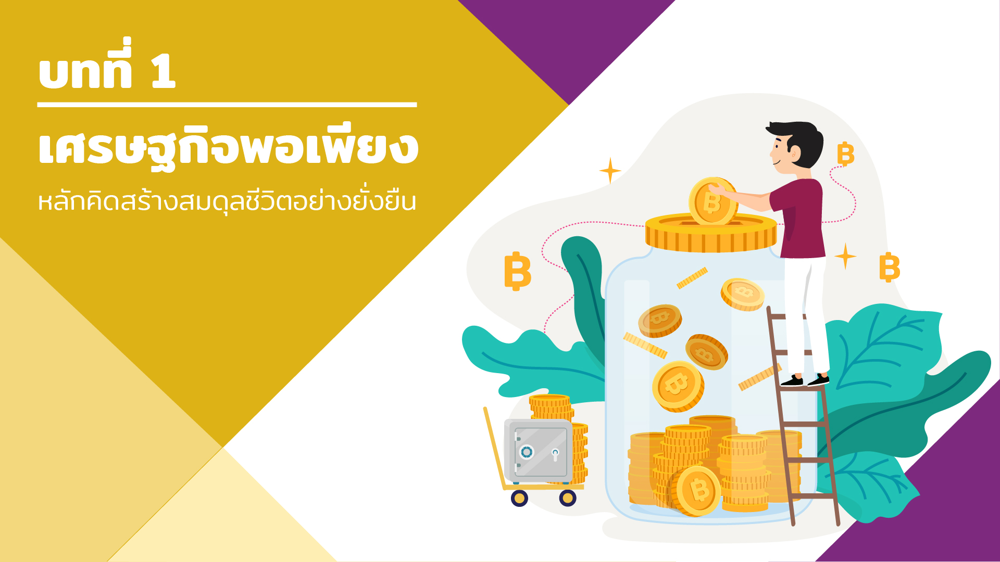 บทที่ 1
เศรษฐกิจพอเพียง
หลักคิดสร้างสมดุลชีวิตอย่างยั่งยืน